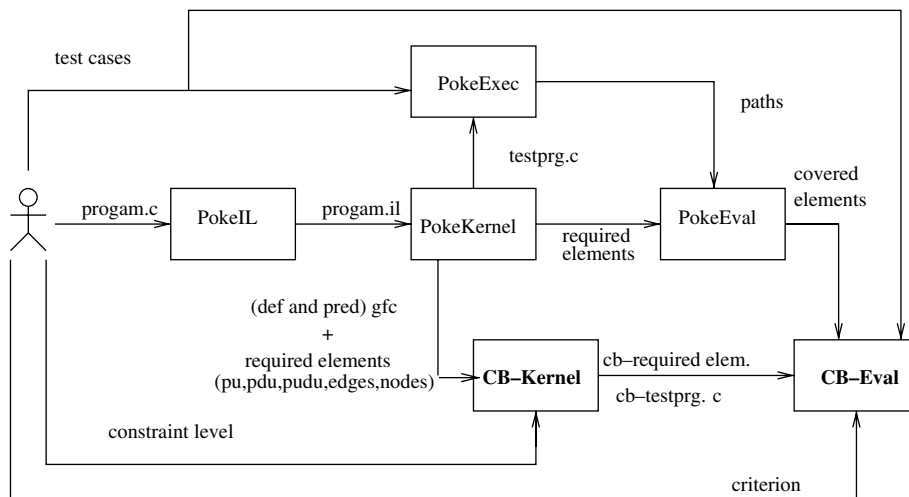 test cases
PokeExec
paths
testprg.c
covered
elements
progam.c
PokeIL
progam.il
PokeKernel
required
elements
PokeEval
(def and pred) gfc
+
required elements
(pu,pdu,pudu,edges,nodes)
CB–Kernel
cb–required elem.
cb–testprg. c
CB–Eval
constraint level
criterion